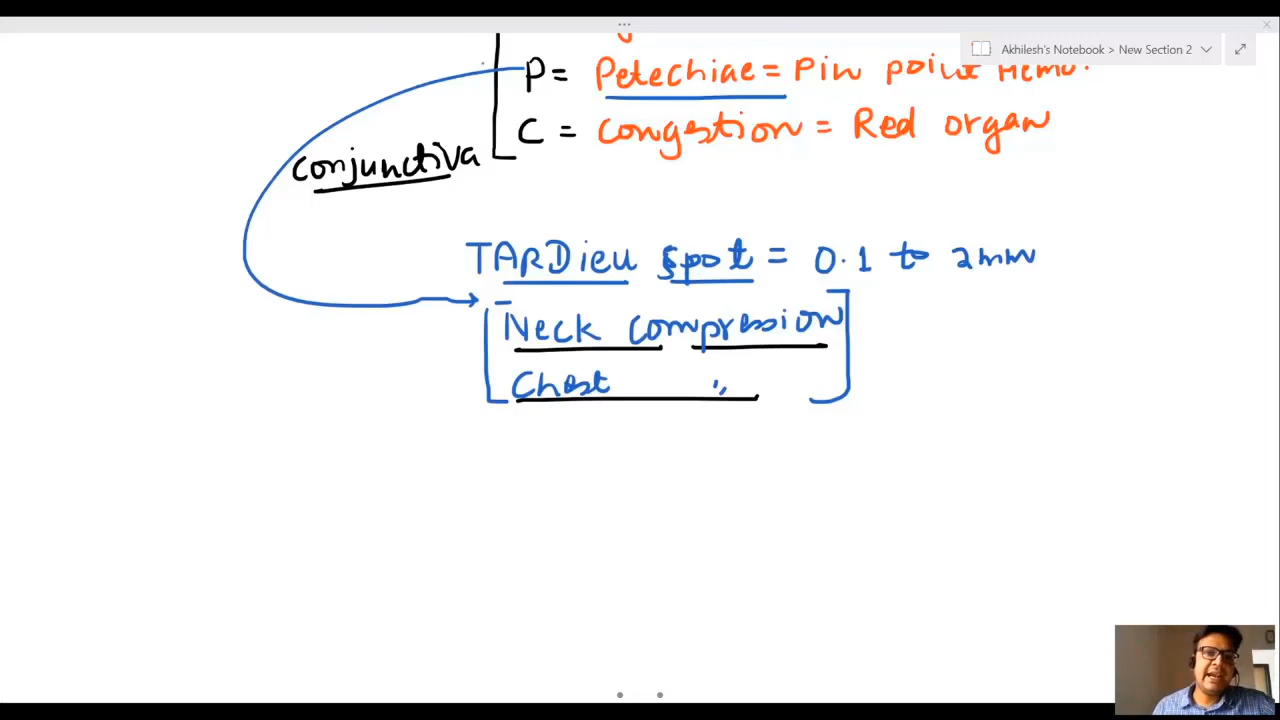 Akhilesh's Notebook > New Section 2
P = Petechiae = Pin point Hemo.
C = Congestion = Red organ
conjunctiva
TARDieu spot = 0.1 to 2mm
Neck compression
Chest "